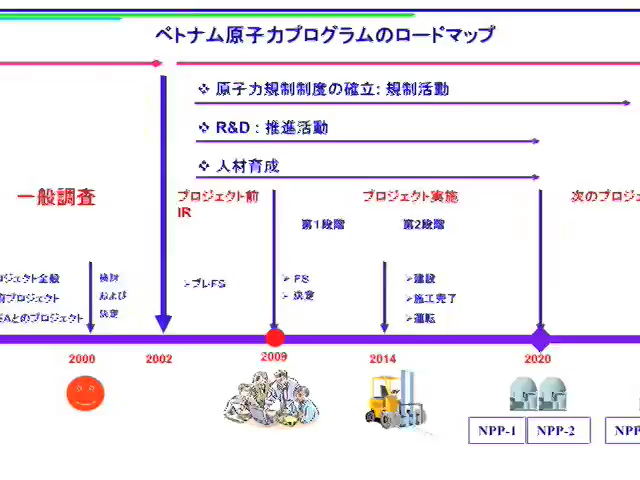 ベトナム原子力プログラムのロードマップ
❖ 原子力規制制度の確立: 規制活動
❖ R&D : 推進活動
❖ 人材育成
一般調査
プロジェクト前
IR
プロジェクト実施
次のプロジェ
第1段階
第2段階
ロジェクト全般
前プロジェクト
EAとのプロジェクト
検討
および
決定
➢プレFS
➢ FS
➢ 決定
➢建設
➢施工完了
➢運転
2000
2002
2009
2014
2020
NPP-1
NPP-2
NPP